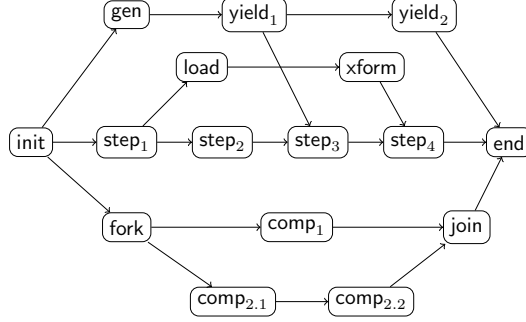 gen yield₁ yield₂
load xform
init step₁ step₂ step₃ step₄ end
fork comp₁ join
comp₂.₁ comp₂.₂